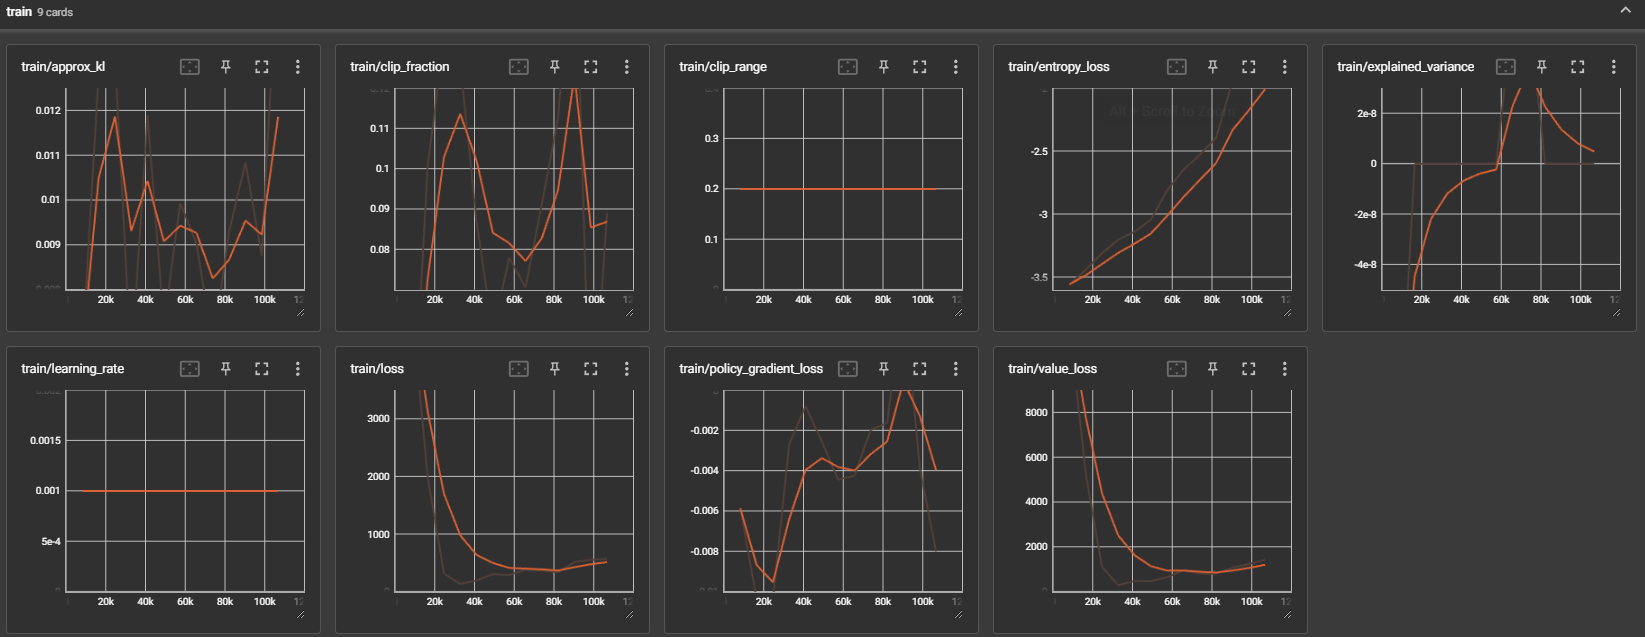 train 9 cards
train/approx_kl
0.012
0.011
0.01
0.009
20k 40k 60k 80k 100k
train/clip_fraction
0.11
0.1
0.09
0.08
20k 40k 60k 80k 100k
train/clip_range
0.3
0.2
0.1
20k 40k 60k 80k 100k
train/entropy_loss
Alt + Scroll to Zoom
-2.5
-3
-3.5
20k 40k 60k 80k 100k
train/explained_variance
2e-8
0
-2e-8
-4e-8
20k 40k 60k 80k 100k
train/learning_rate
0.0015
0.001
5e-4
20k 40k 60k 80k 100k
train/loss
3000
2000
1000
20k 40k 60k 80k 100k
train/policy_gradient_loss
-0.002
-0.004
-0.006
-0.008
20k 40k 60k 80k 100k
train/value_loss
8000
6000
4000
2000
20k 40k 60k 80k 100k